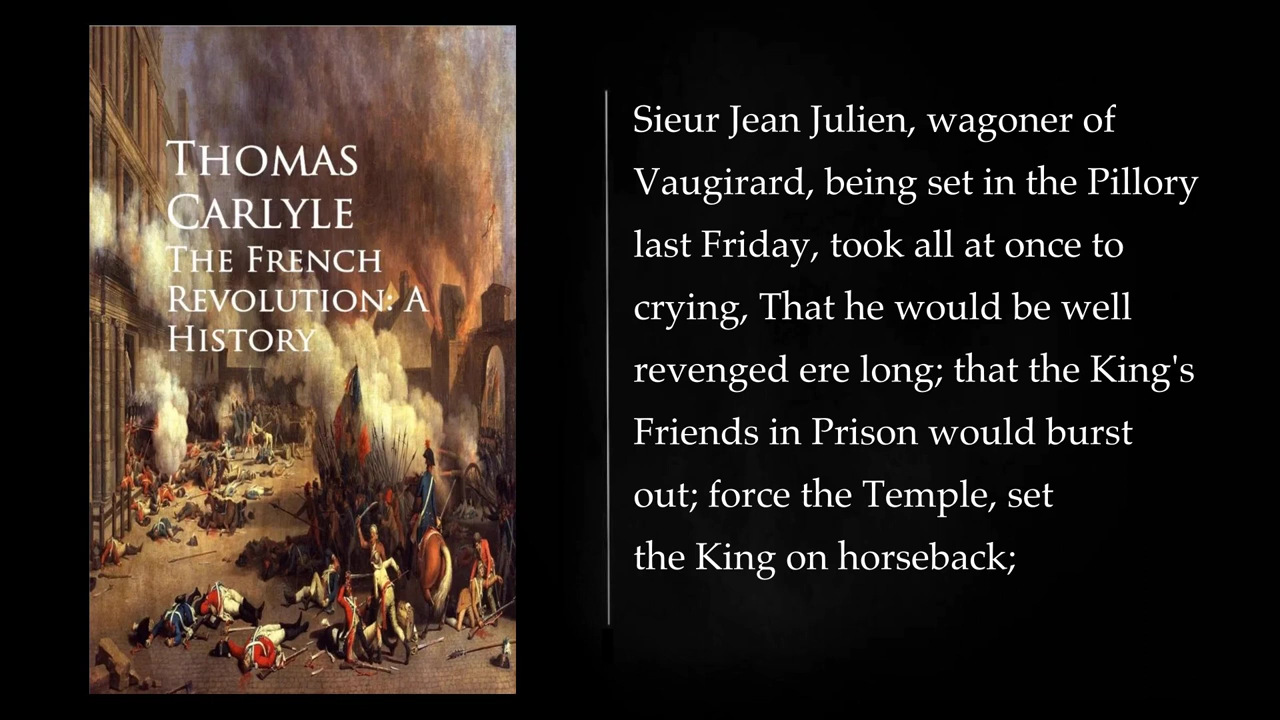 THOMAS
CARLYLE
THE FRENCH
REVOLUTION: A
HISTORY
Sieur Jean Julien, wagoner of
Vaugirard, being set in the Pillory
last Friday, took all at once to
crying, That he would be well
revenged ere long; that the King's
Friends in Prison would burst
out; force the Temple, set
the King on horseback;